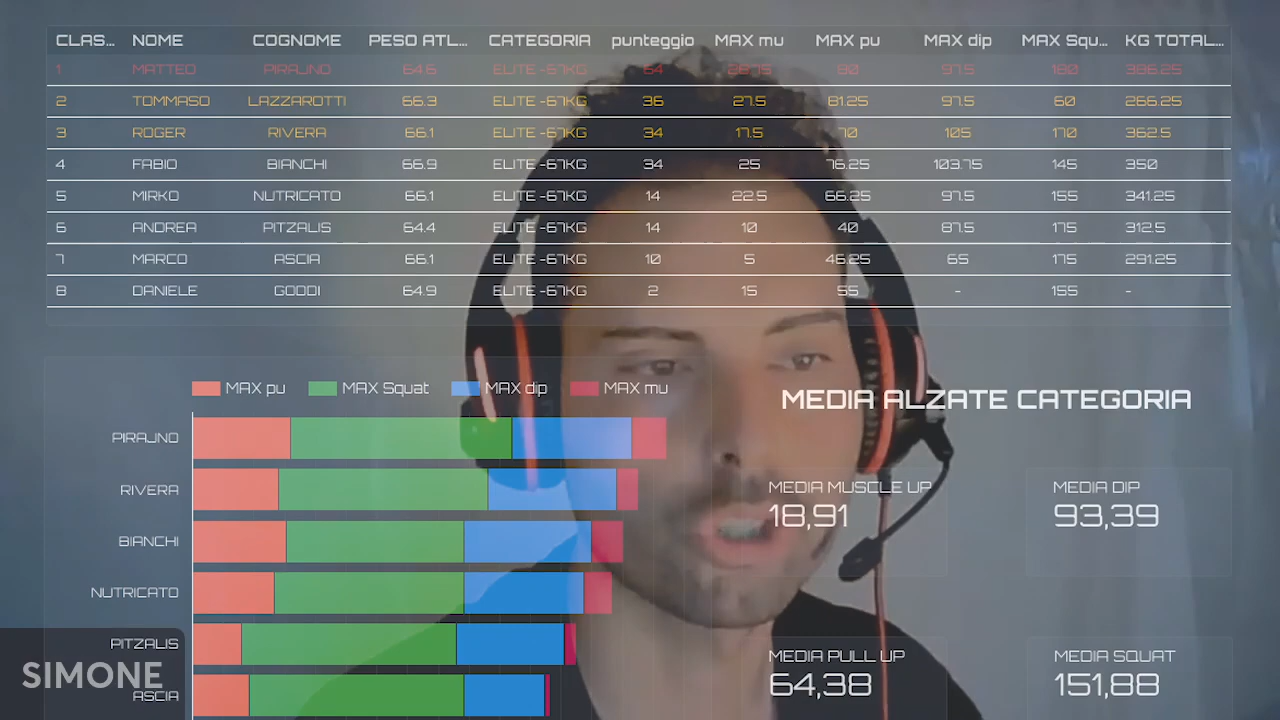 CLAS... NOME COGNOME PESO ATL... CATEGORIA punteggio MAX mu MAX pu MAX dip MAX Squ... KG TOTAL...
1 MATTEO PIRAJNO 64.6 ELITE -67KG 64 28.75 80 97.5 180 386.25
2 TOMMASO LAZZAROTTI 66.3 ELITE -67KG 36 27.5 81.25 97.5 60 266.25
3 ROGER RIVERA 66.1 ELITE -67KG 34 17.5 70 105 170 362.5
4 FABIO BIANCHI 66.9 ELITE -67KG 34 25 76.25 103.75 145 350
5 MIRKO NUTRICATO 66.1 ELITE -67KG 14 22.5 66.25 97.5 155 341.25
6 ANDREA PITZALIS 64.4 ELITE -67KG 14 10 40 87.5 175 312.5
7 MARCO ASCIA 66.1 ELITE -67KG 10 5 46.25 65 175 291.25
8 DANIELE GODDI 64.9 ELITE -67KG 2 15 55 - 155 -
MAX pu MAX Squat MAX dip MAX mu
MEDIA ALZATE CATEGORIA
PIRAJNO
RIVERA
BIANCHI
NUTRICATO
PITZALIS
ASCIA
MEDIA MUSCLE UP
18,91
MEDIA DIP
93,39
MEDIA PULL UP
64,38
MEDIA SQUAT
151,88
SIMONE